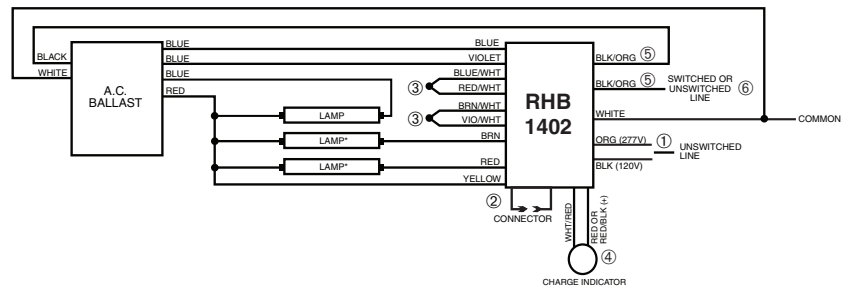 BLACK
WHITE
A.C.
BALLAST
BLUE
BLUE
BLUE
RED
BLUE
VIOLET
BLUE/WHT
③
RED/WHT
BRN/WHT
③
VIO/WHT
LAMP
LAMP*
BRN
LAMP*
RED
YELLOW
RHB
1402
②
CONNECTOR
BLK/ORG ⑤
BLK/ORG ⑤
SWITCHED OR
UNSWITCHED
LINE
⑥
WHITE
COMMON
ORG (277V)
①
UNSWITCHED
LINE
BLK (120V)
WHT/RED
RED OR
RED/BLK (+)
④
CHARGE INDICATOR